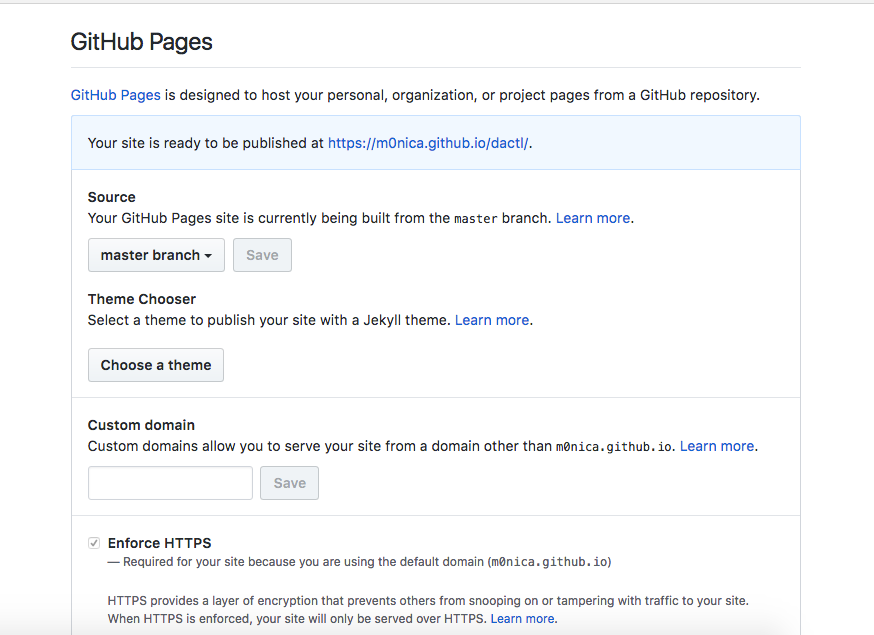 GitHub Pages
GitHub Pages is designed to host your personal, organization, or project pages from a GitHub repository.
Your site is ready to be published at https://m0nica.github.io/dactl/.
Source
Your GitHub Pages site is currently being built from the master branch. Learn more.
master branch Save
Theme Chooser
Select a theme to publish your site with a Jekyll theme. Learn more.
Choose a theme
Custom domain
Custom domains allow you to serve your site from a domain other than m0nica.github.io. Learn more.
Save
Enforce HTTPS
— Required for your site because you are using the default domain (m0nica.github.io)
HTTPS provides a layer of encryption that prevents others from snooping on or tampering with traffic to your site.
When HTTPS is enforced, your site will only be served over HTTPS. Learn more.